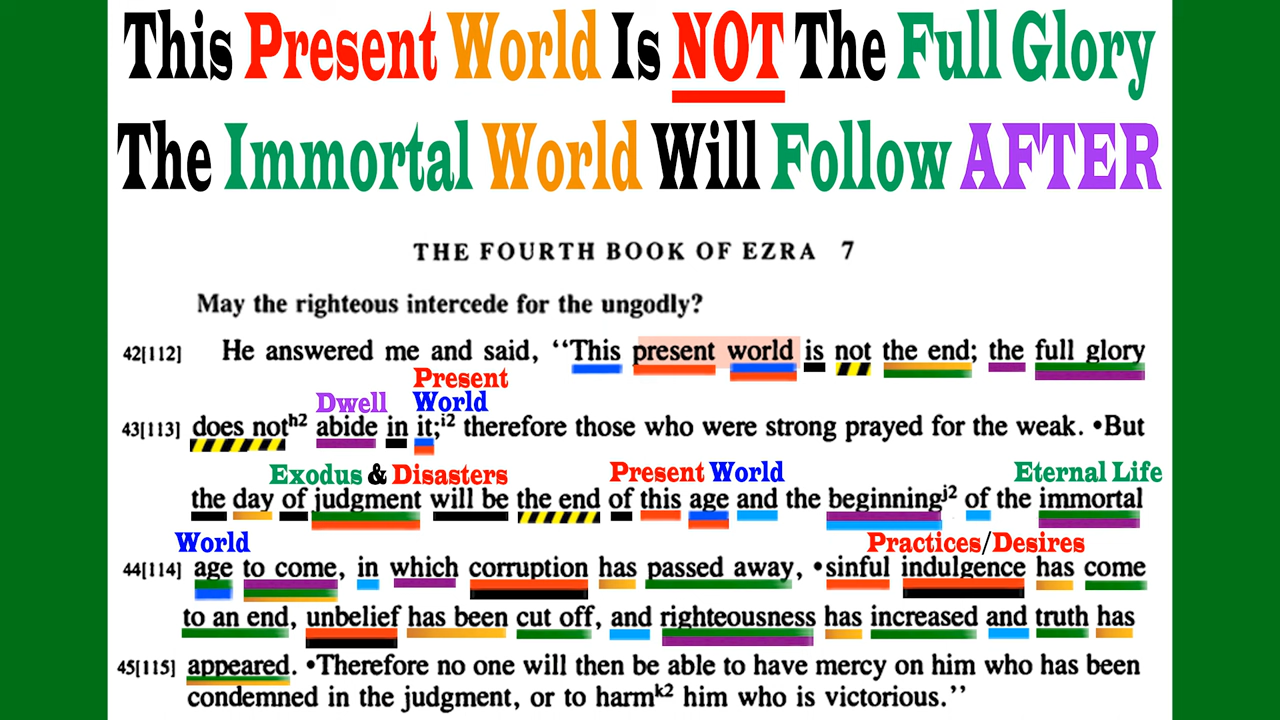 This Present World Is NOT The Full Glory
The Immortal World Will Follow AFTER
THE FOURTH BOOK OF EZRA 7
May the righteous intercede for the ungodly?
42[112] He answered me and said, ‘‘This present world is not the end; the full glory
Present
Dwell World
43[113] does not^h2 abide in it;^i2 therefore those who were strong prayed for the weak. •But
Exodus & Disasters Present World Eternal Life
the day of judgment will be the end of this age and the beginning^j2 of the immortal
World Practices/Desires
44[114] age to come, in which corruption has passed away, •sinful indulgence has come
to an end, unbelief has been cut off, and righteousness has increased and truth has
45[115] appeared. •Therefore no one will then be able to have mercy on him who has been
condemned in the judgment, or to harm^k2 him who is victorious.’’